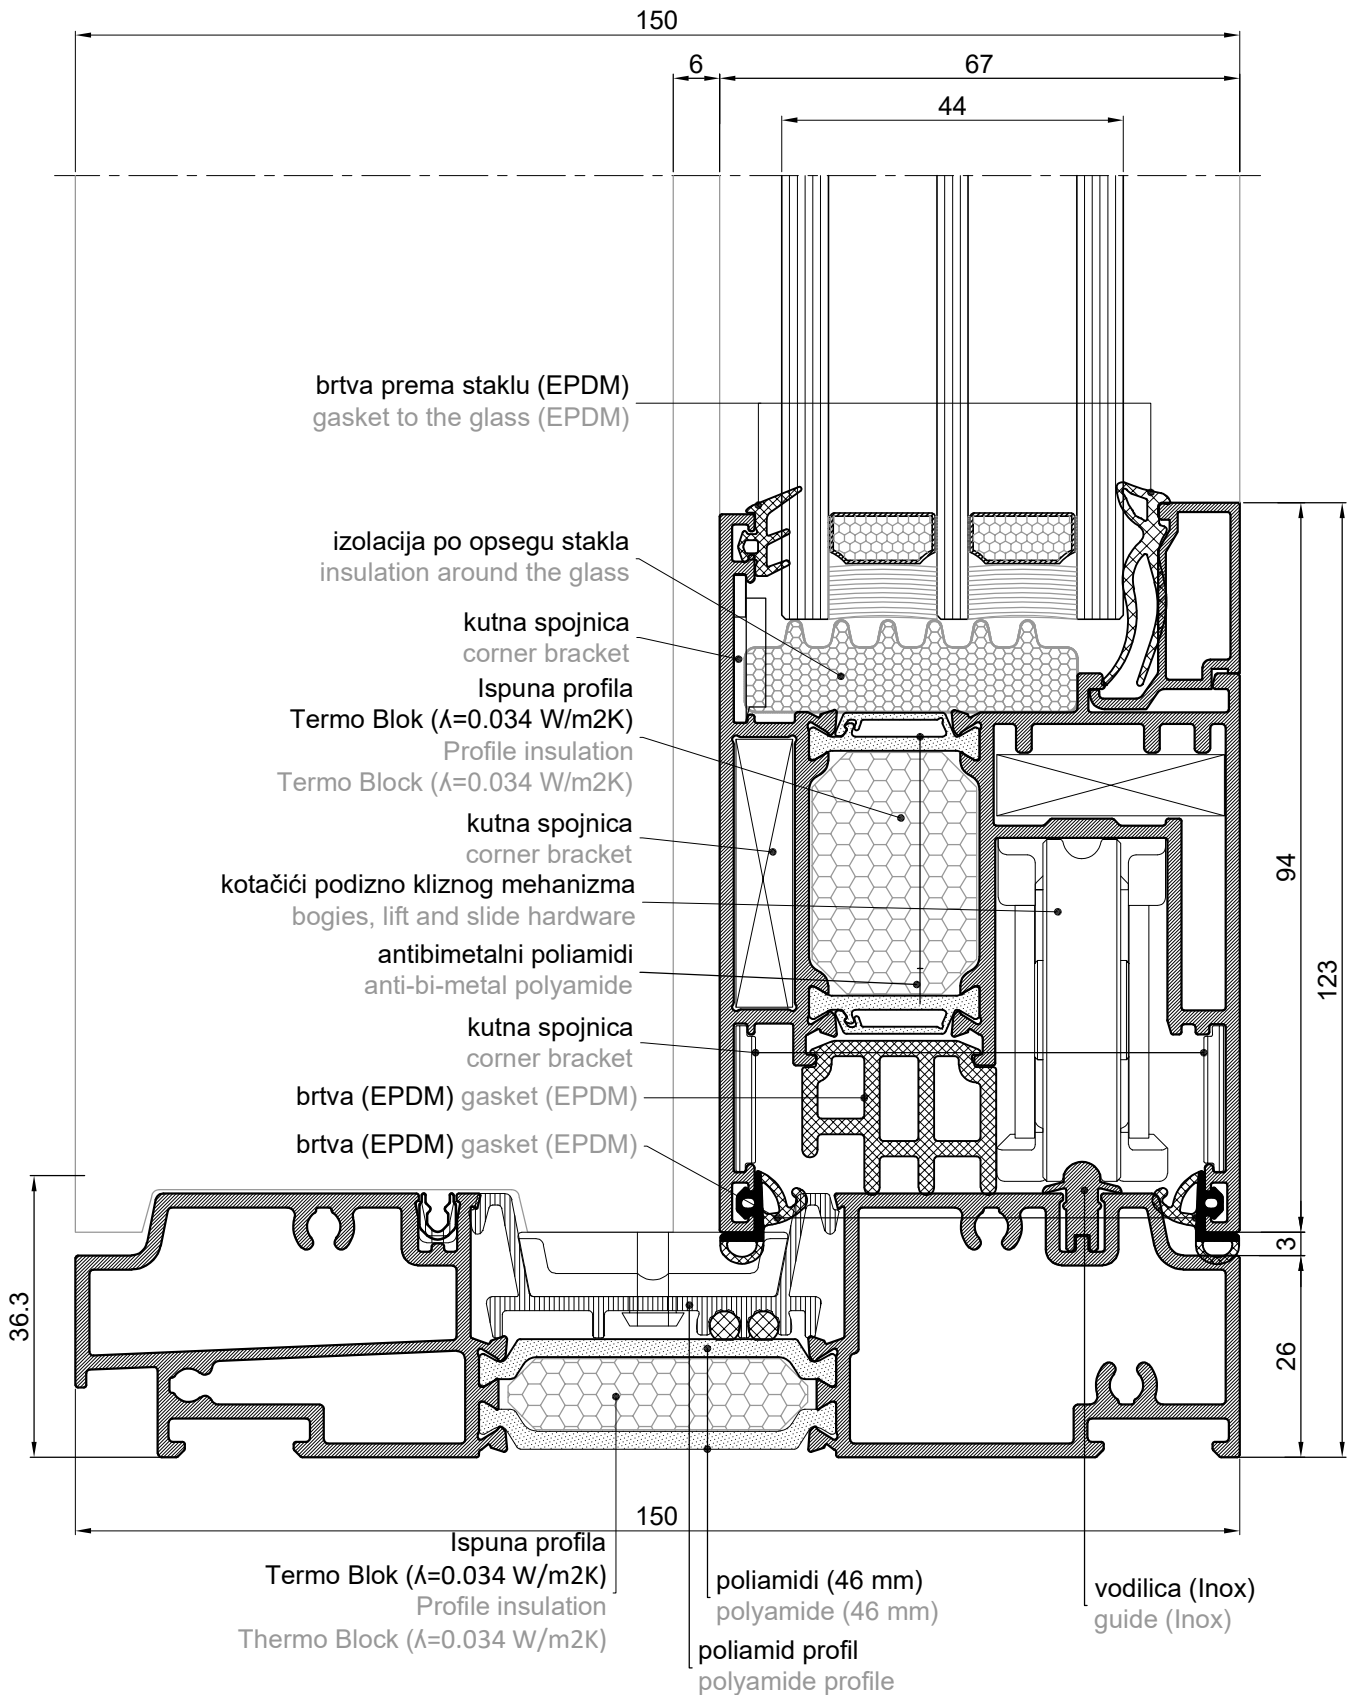 150
6
67
44
brtva prema staklu (EPDM)
gasket to the glass (EPDM)
izolacija po opsegu stakla
insulation around the glass
kutna spojnica
corner bracket
Ispuna profila
Termo Blok (ʎ=0.034 W/m2K)
Profile insulation
Termo Block (ʎ=0.034 W/m2K)
kutna spojnica
corner bracket
kotačići podizno kliznog mehanizma
bogies, lift and slide hardware
antibimetalni poliamidi
anti-bi-metal polyamide
kutna spojnica
corner bracket
brtva (EPDM) gasket (EPDM)
brtva (EPDM) gasket (EPDM)
94
123
3
26
36.3
150
Ispuna profila
Termo Blok (ʎ=0.034 W/m2K)
Profile insulation
Thermo Block (ʎ=0.034 W/m2K)
poliamidi (46 mm)
polyamide (46 mm)
poliamid profil
polyamide profile
vodilica (Inox)
guide (Inox)